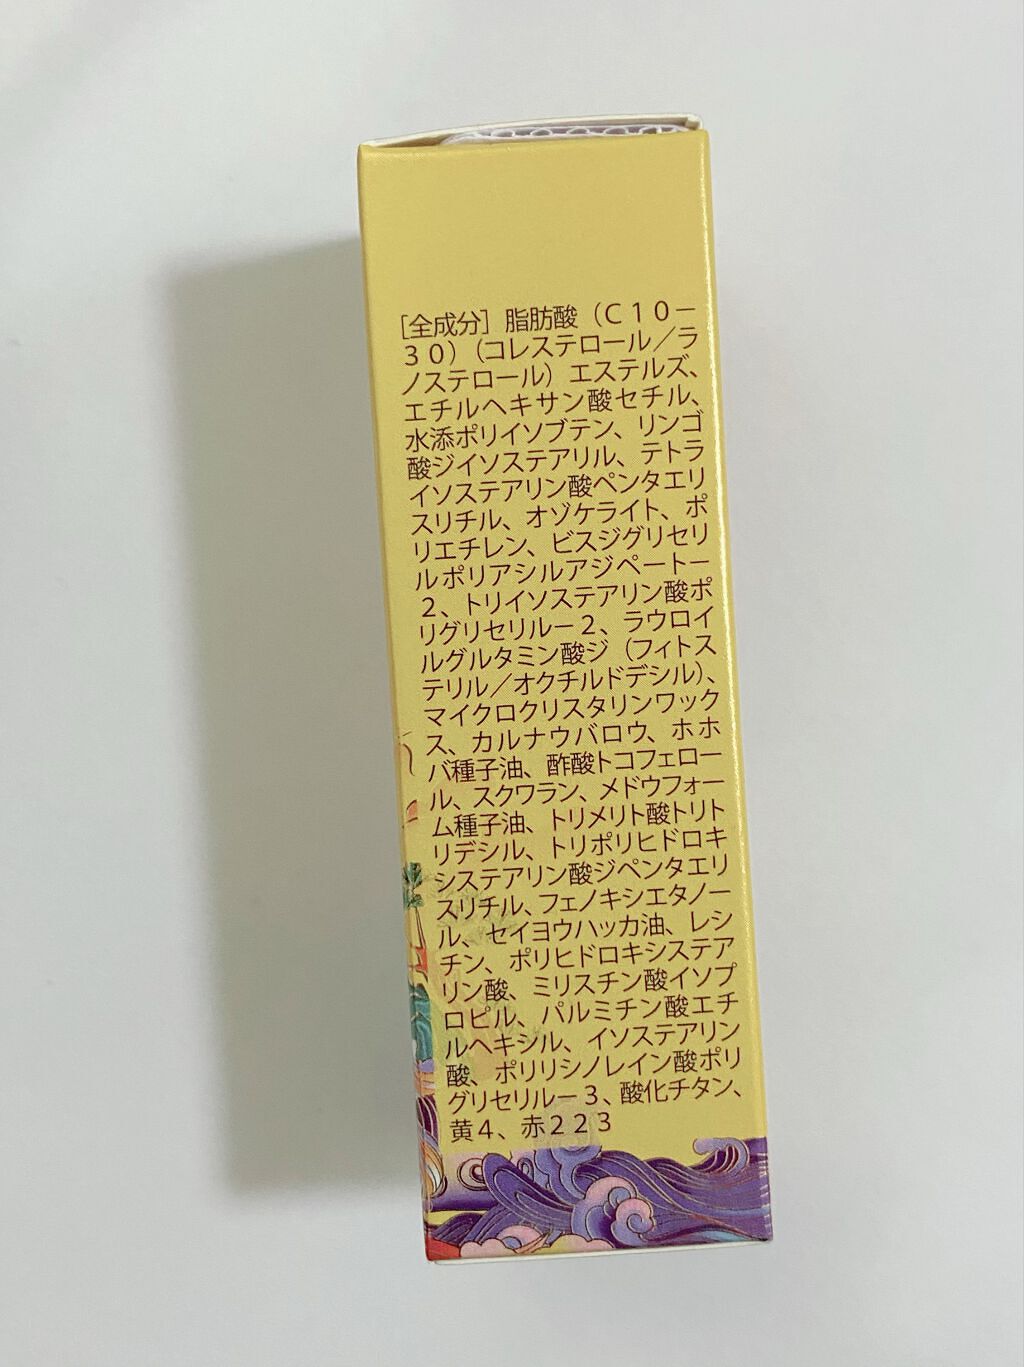 [全成分] 脂肪酸（C10－
30）（コレステロール／ラ
ノステロール）エステルズ、
エチルヘキサン酸セチル、
水添ポリイソブテン、リンゴ
酸ジイソステアリル、テトラ
イソステアリン酸ペンタエリ
スリチル、オゾケライト、ポ
リエチレン、ビスジグリセリ
ルポリアシルアジペートー
2、トリイソステアリン酸ポ
リグリセリルー2、ラウロイ
ルグルタミン酸ジ（フィトス
テリル／オクチルドデシル）、
マイクロクリスタリンワック
ス、カルナウバロウ、ホホ
バ種子油、酢酸トコフェロー
ル、スクワラン、メドウフォー
ム種子油、トリメリト酸トリト
リデシル、トリポリヒドロキ
システアリン酸ジペンタエリ
スリチル、フェノキシエタノー
ル、セイヨウハッカ油、レシ
チン、ポリヒドロキシステア
リン酸、ミリスチン酸イソプ
ロピル、パルミチン酸エチ
ルヘキシル、イソステアリン
酸、ポリリシノレイン酸ポリ
グリセリルー3、酸化チタン、
黄4、赤223